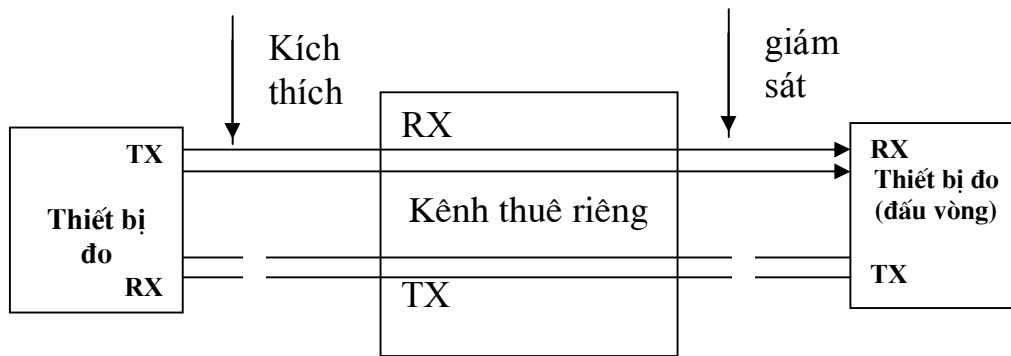 Kích
thích
giám
sát
TX
Thiết bị
đo
RX
RX
Kênh thuê riêng
TX
RX
Thiết bị đo
(đấu vòng)
TX